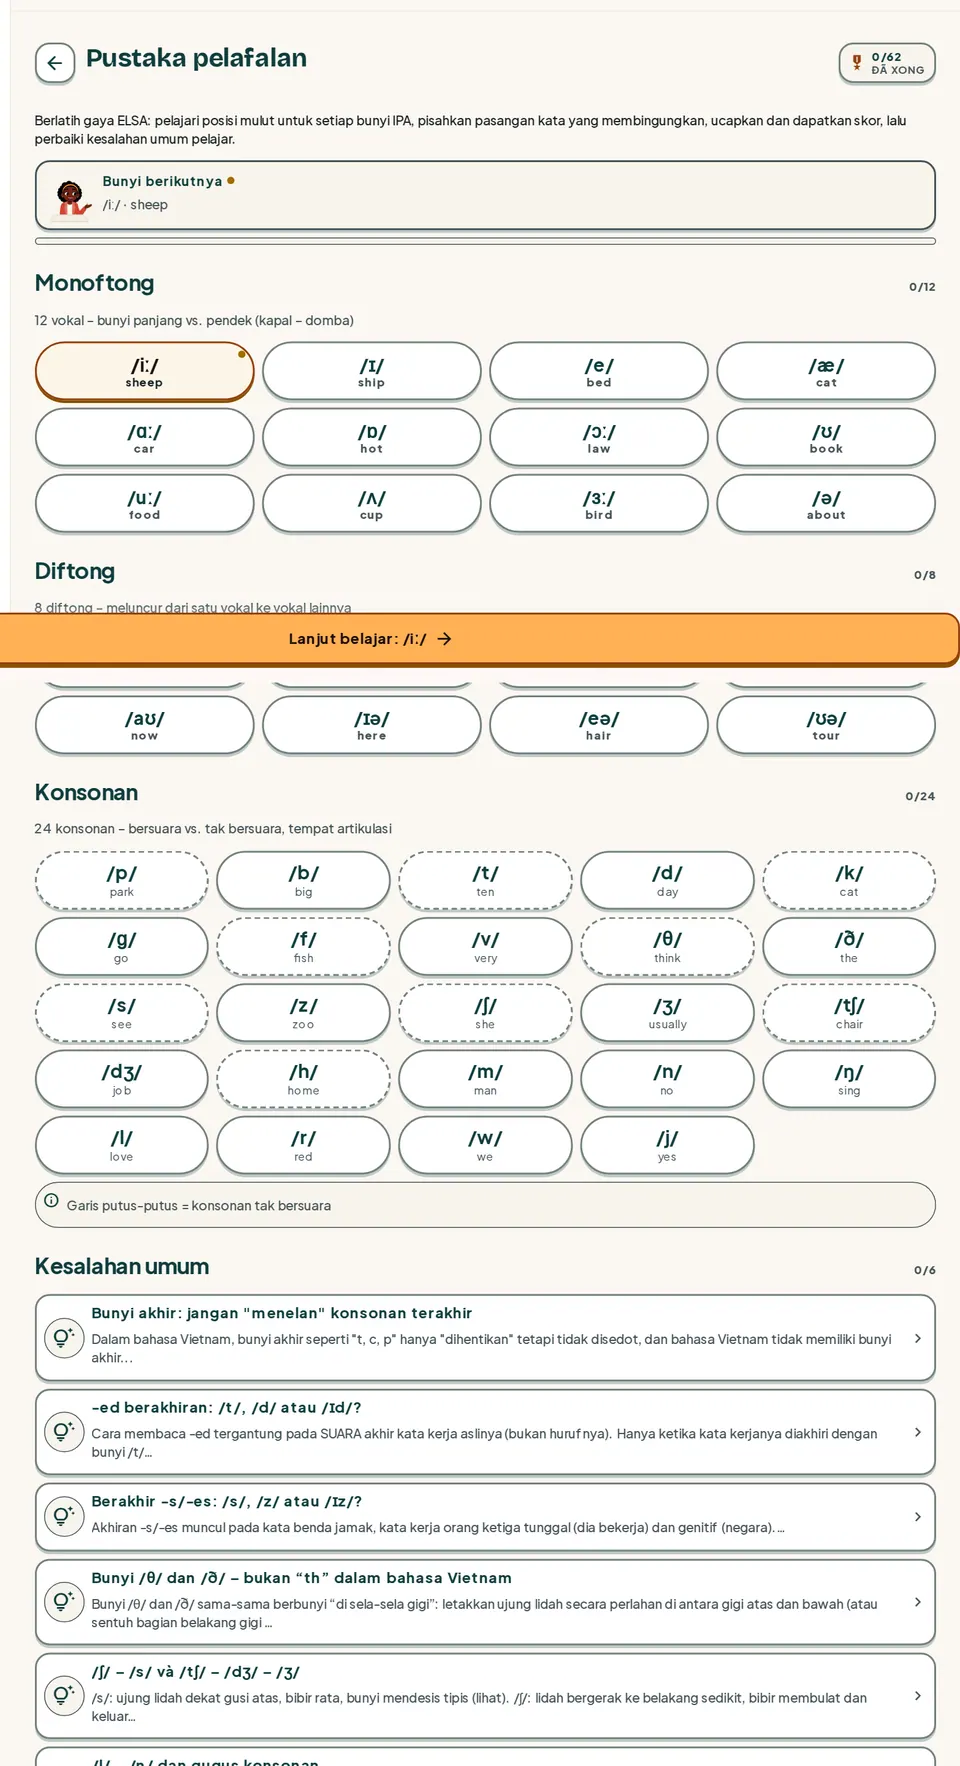 Pustaka pelafalan
0/62
ĐÃ XONG
Berlatih gaya ELSA: pelajari posisi mulut untuk setiap bunyi IPA, pisahkan pasangan kata yang membingungkan, ucapkan dan dapatkan skor, lalu
perbaiki kesalahan umum pelajar.
Bunyi berikutnya
/iː/ · sheep
Monoftong
0/12
12 vokal – bunyi panjang vs. pendek (kapal – domba)
/iː/ /ɪ/ /e/ /æ/
sheep ship bed cat
/ɑː/ /ɒ/ /ɔː/ /ʊ/
car hot law book
/uː/ /ʌ/ /ɜː/ /ə/
food cup bird about
Diftong
0/8
8 diftong – meluncur dari satu vokal ke vokal lainnya
Lanjut belajar: /iː/
/aʊ/ /ɪə/ /eə/ /ʊə/
now here hair tour
Konsonan
0/24
24 konsonan – bersuara vs. tak bersuara, tempat artikulasi
/p/ /b/ /t/ /d/ /k/
park big ten day cat
/g/ /f/ /v/ /θ/ /ð/
go fish very think the
/s/ /z/ /ʃ/ /ʒ/ /tʃ/
see zoo she usually chair
/dʒ/ /h/ /m/ /n/ /ŋ/
job home man no sing
/l/ /r/ /w/ /j/
love red we yes
Garis putus-putus = konsonan tak bersuara
Kesalahan umum
0/6
Bunyi akhir: jangan "menelan" konsonan terakhir
Dalam bahasa Vietnam, bunyi akhir seperti "t, c, p" hanya "dihentikan" tetapi tidak disedot, dan bahasa Vietnam tidak memiliki bunyi
akhir...
-ed berakhiran: /t/, /d/ atau /ɪd/?
Cara membaca -ed tergantung pada SUARA akhir kata kerja aslinya (bukan huruf nya). Hanya ketika kata kerjanya diakhiri dengan
bunyi /t/…
Berakhir -s/-es: /s/, /z/ atau /ɪz/?
Akhiran -s/-es muncul pada kata benda jamak, kata kerja orang ketiga tunggal (dia bekerja) dan genitif (negara). …
Bunyi /θ/ dan /ð/ – bukan “th” dalam bahasa Vietnam
Bunyi /θ/ dan /ð/ sama-sama berbunyi “di sela-sela gigi”: letakkan ujung lidah secara perlahan di antara gigi atas dan bawah (atau
sentuh bagian belakang gigi …
/ʃ/ – /s/ và /tʃ/ – /dʒ/ – /ʒ/
/s/: ujung lidah dekat gusi atas, bibir rata, bunyi mendesis tipis (lihat). /ʃ/: lidah bergerak ke belakang sedikit, bibir membulat dan
keluar…
/l/ – /n/ dan gugus konsonan